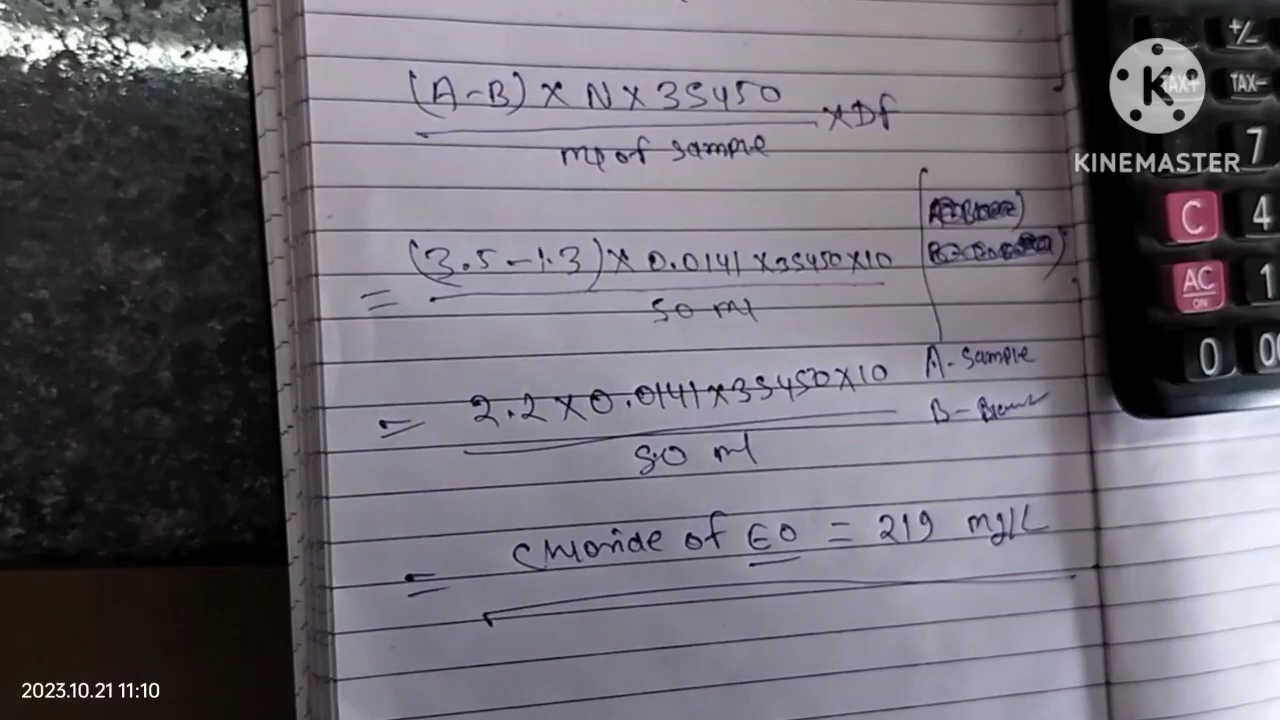 (A-B) × N × 35450 × Df
ml of sample
= (3.5-1.3) × 0.0141 × 35450 × 10
50 ml
A - Sample
= 2.2 × 0.0141 × 35450 × 10
B -
50 ml
= Chloride of EO = 219 mg/L
+/-
TAX+ TAX-
K
KINEMASTER
7
C 4
AC 1
ON
0 00
2023.10.21 11:10